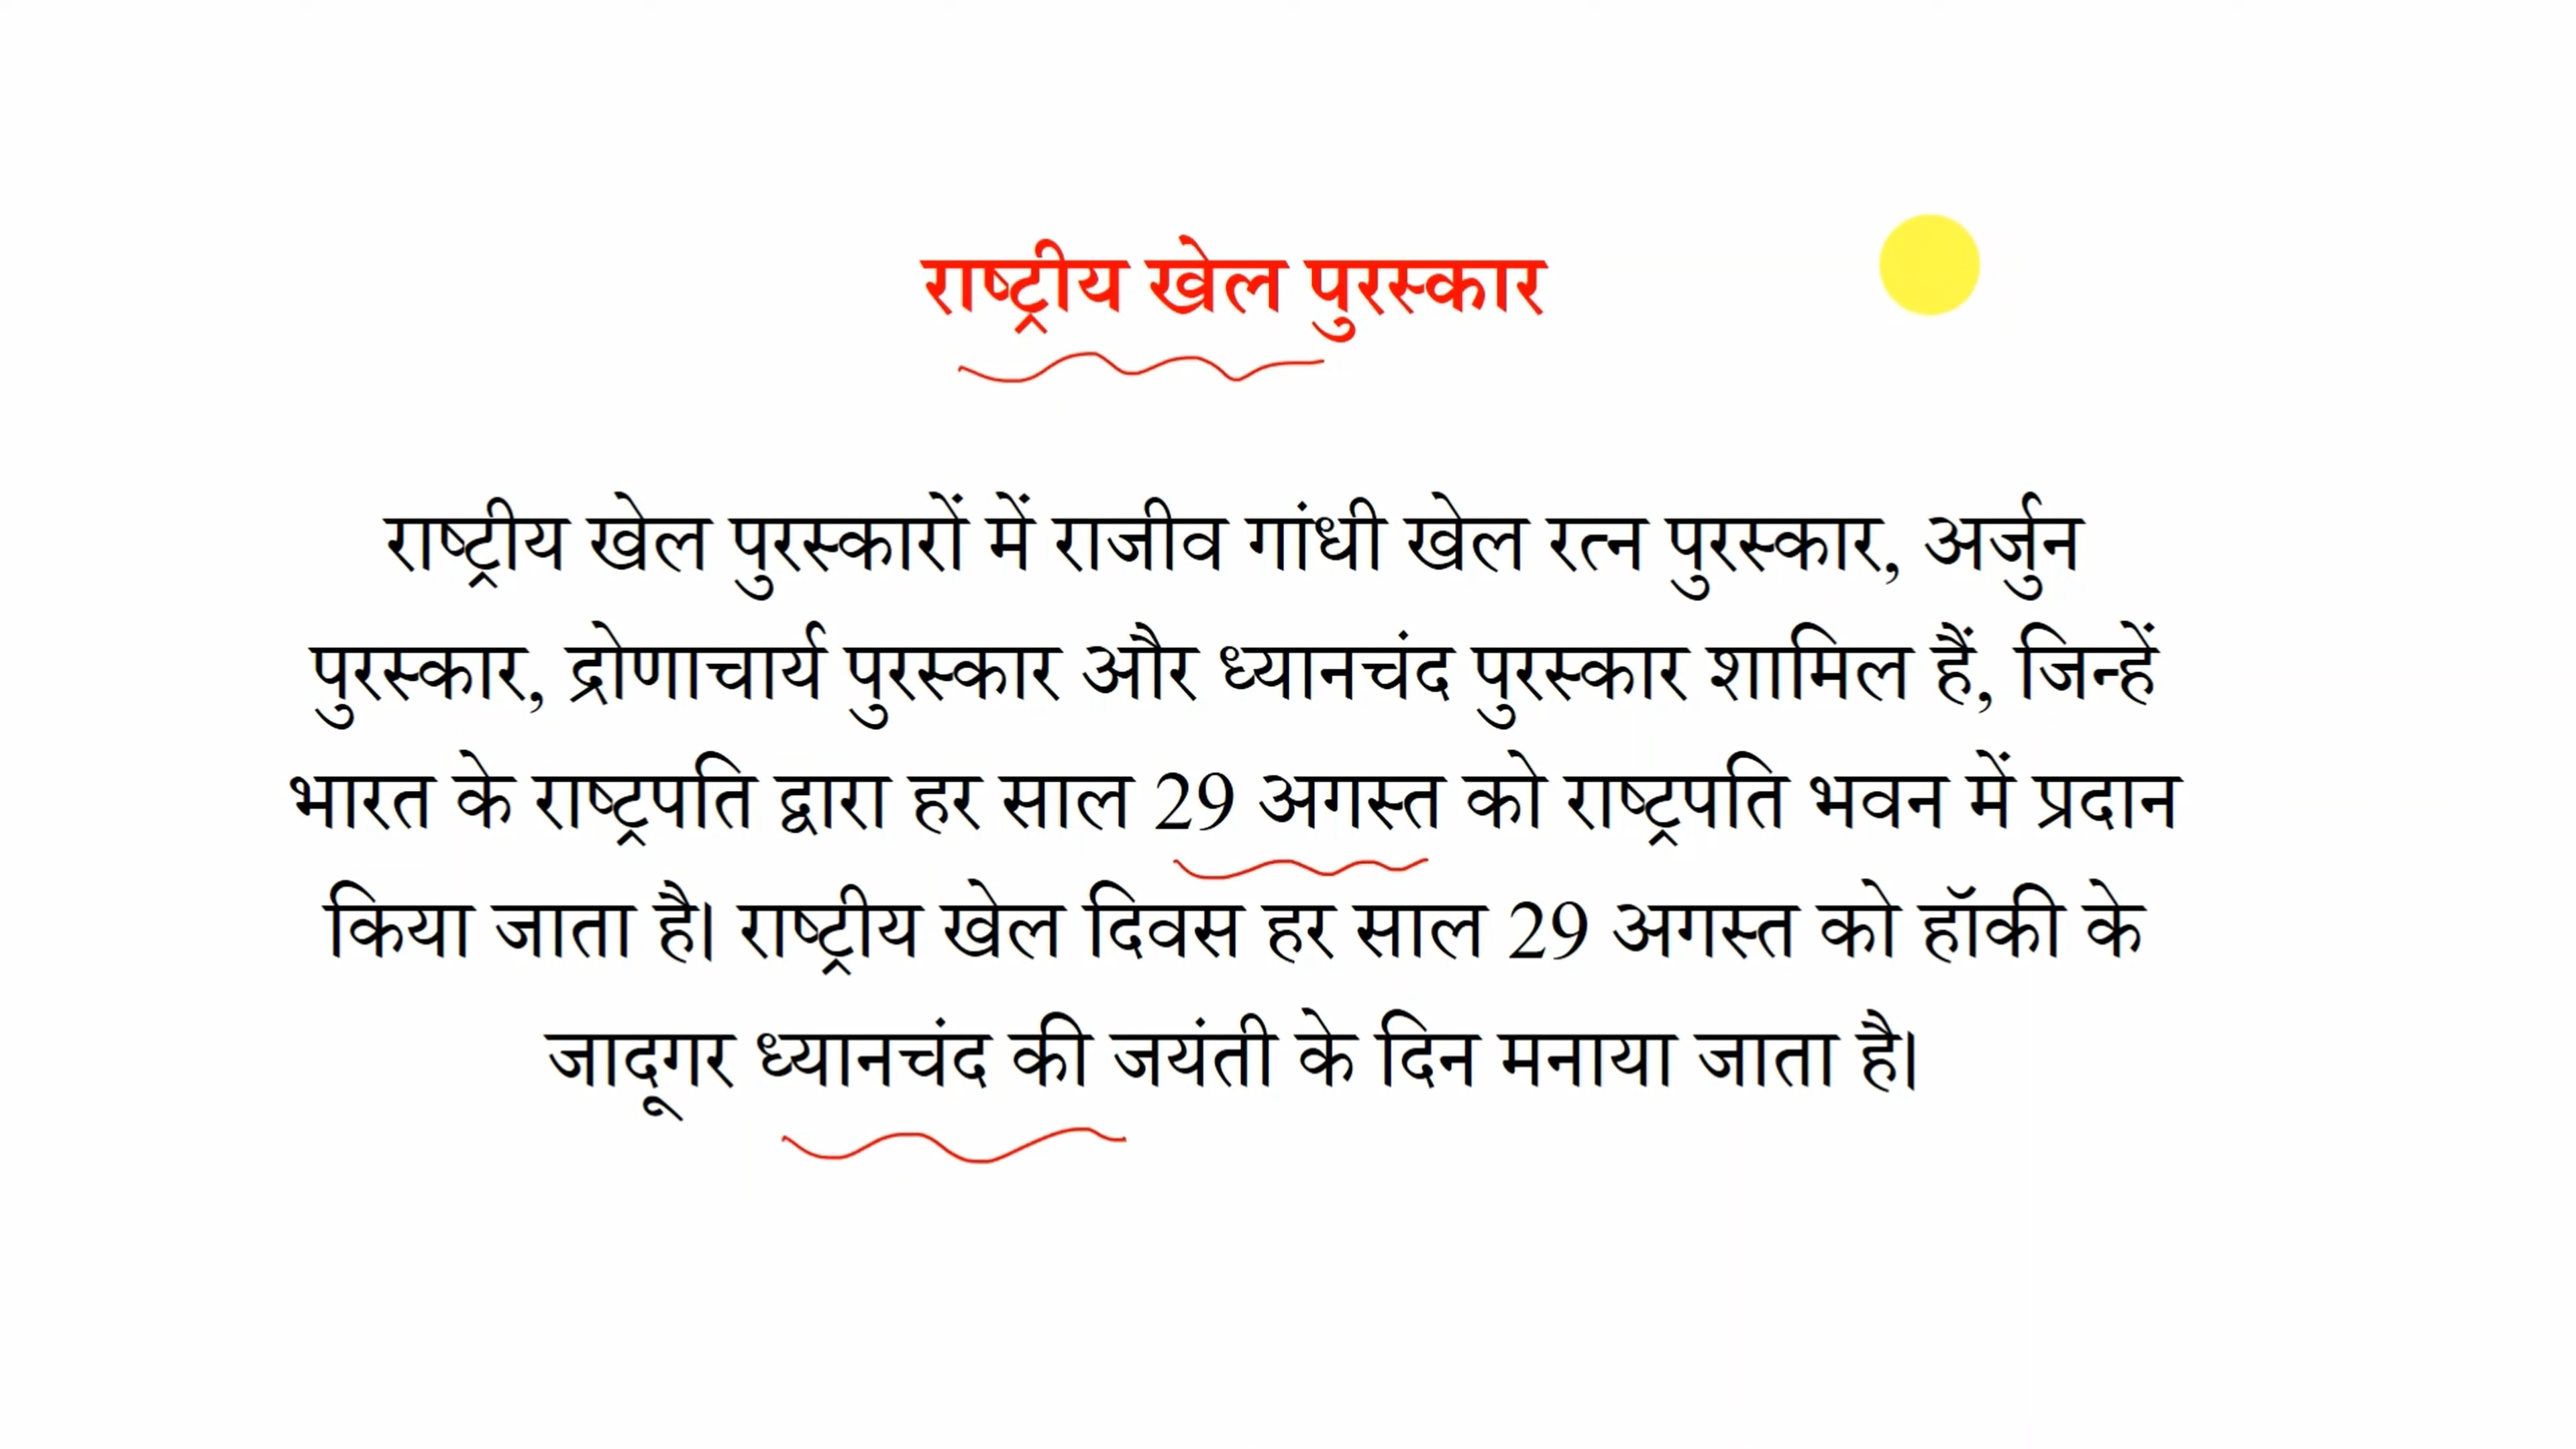 राष्ट्रीय खेल पुरस्कार
राष्ट्रीय खेल पुरस्कारों में राजीव गांधी खेल रत्न पुरस्कार, अर्जुन
पुरस्कार, द्रोणाचार्य पुरस्कार और ध्यानचंद पुरस्कार शामिल हैं, जिन्हें
भारत के राष्ट्रपति द्वारा हर साल 29 अगस्त को राष्ट्रपति भवन में प्रदान
किया जाता है। राष्ट्रीय खेल दिवस हर साल 29 अगस्त को हॉकी के
जादूगर ध्यानचंद की जयंती के दिन मनाया जाता है।